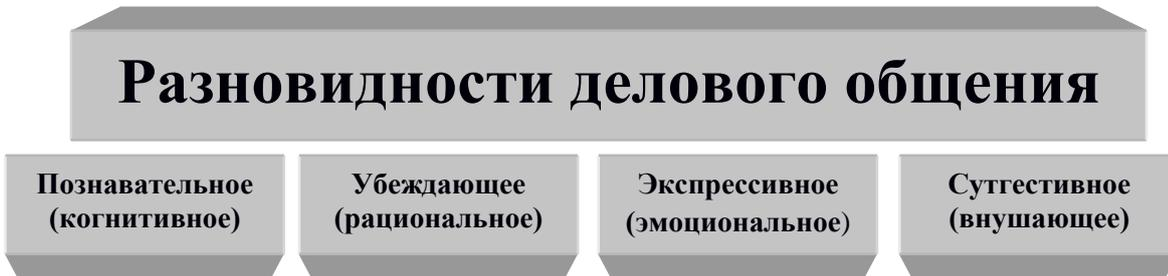 Разновидности делового общения
Познавательное
(когнитивное)
Убеждающее
(рациональное)
Экспрессивное
(эмоциональное)
Сутгестивное
(внушающее)